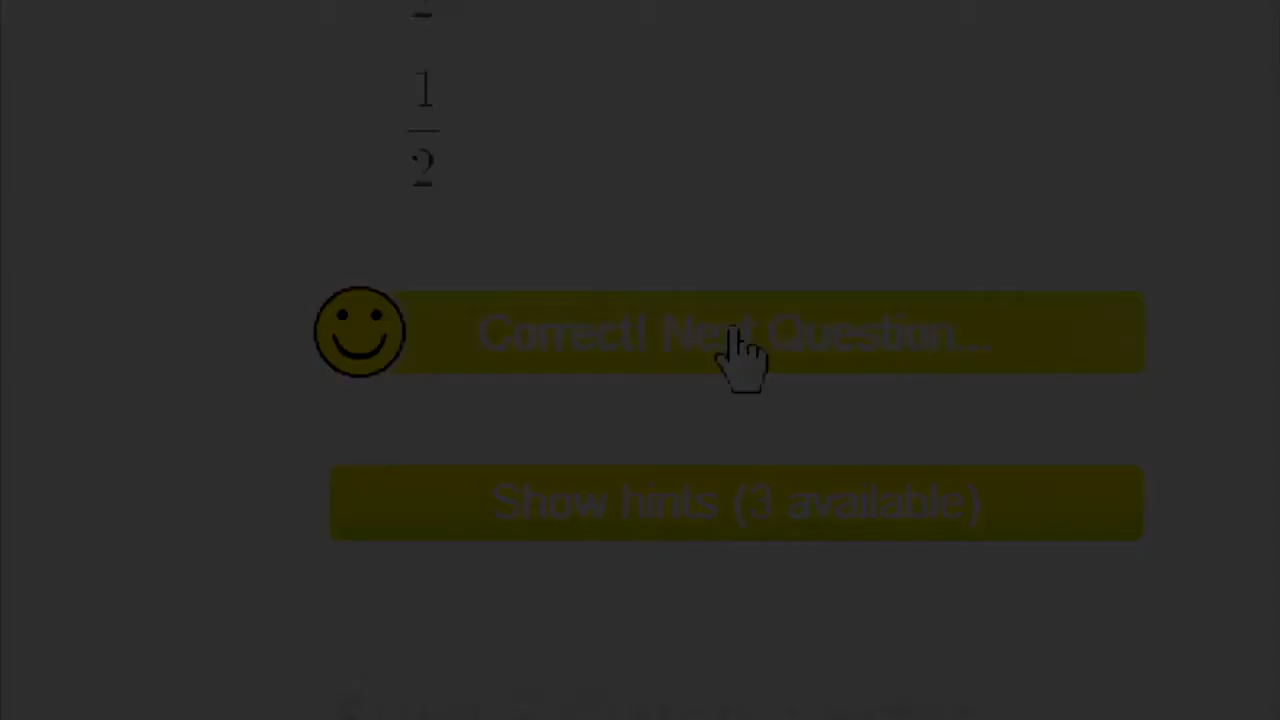 1
2
Correct! Next Question...
Show hints (3 available)